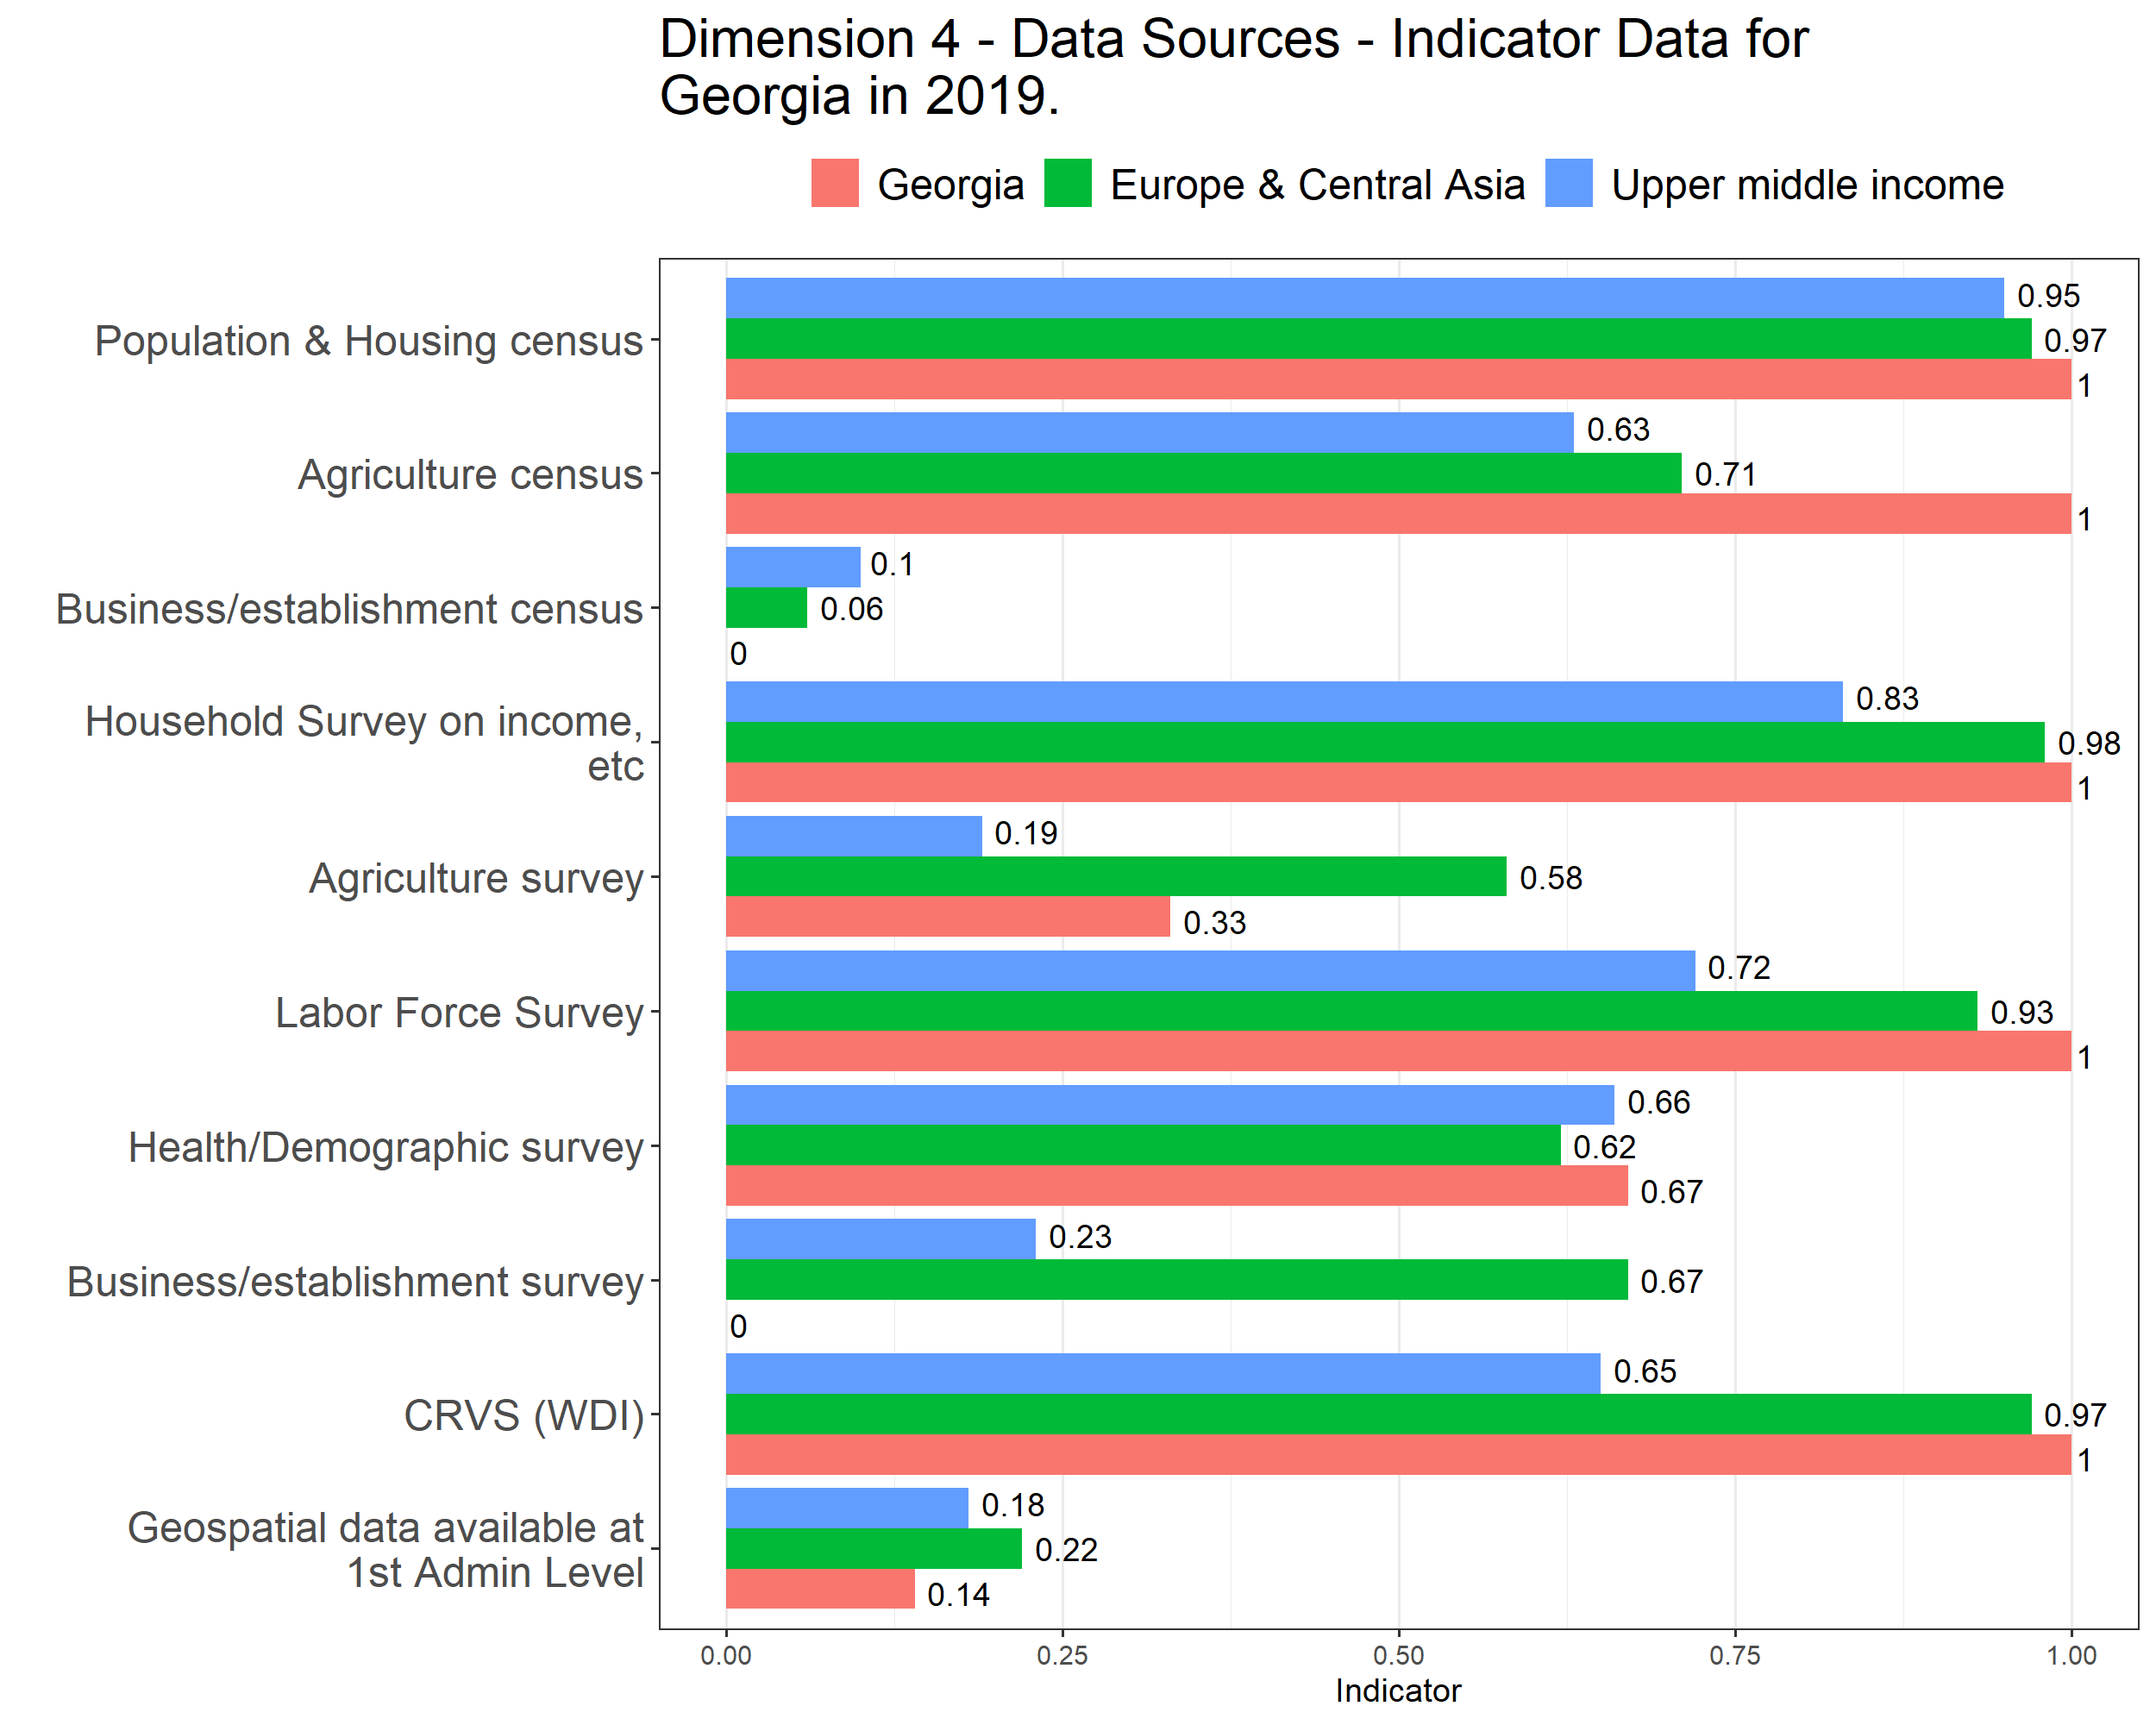 Dimension 4 - Data Sources - Indicator Data for
Georgia in 2019.
Georgia
Europe & Central Asia
Upper middle income
Population & Housing census
0.95
0.97
1
Agriculture census
0.63
0.71
1
Business/establishment census
0.1
0.06
0
Household Survey on income,
etc
0.83
0.98
1
Agriculture survey
0.19
0.58
0.33
Labor Force Survey
0.72
0.93
1
Health/Demographic survey
0.66
0.62
0.67
Business/establishment survey
0.23
0.67
0
CRVS (WDI)
0.65
0.97
1
Geospatial data available at
1st Admin Level
0.18
0.22
0.14
0.00
0.25
0.50
0.75
1.00
Indicator